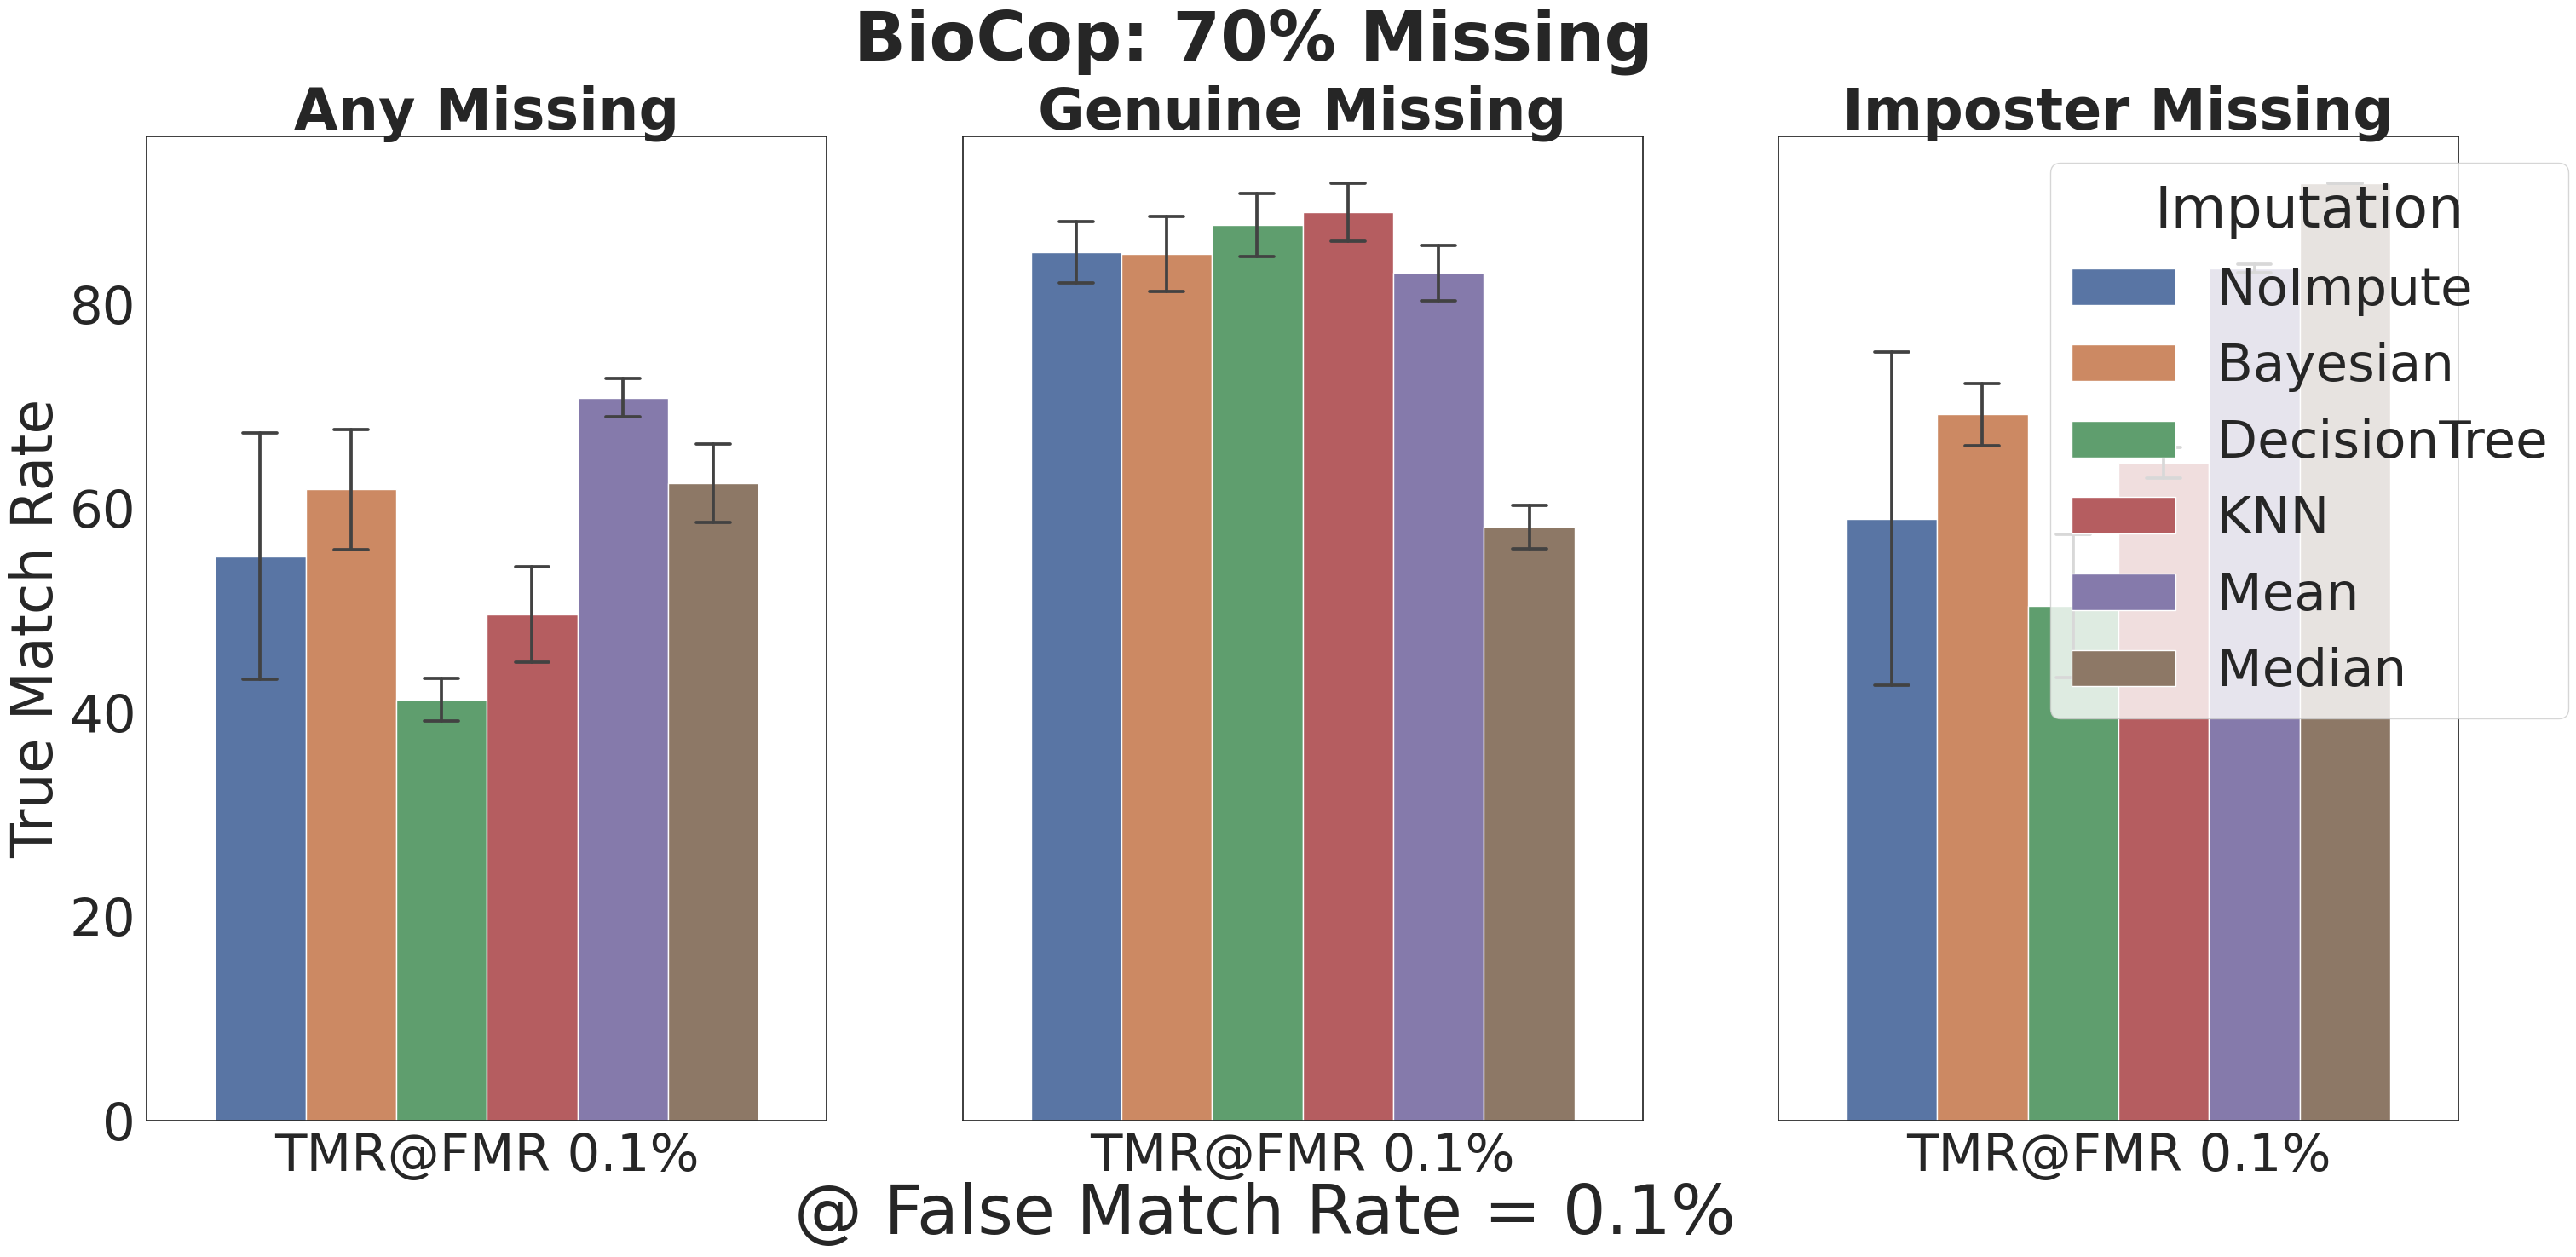 BioCop: 70% Missing
Any Missing
Genuine Missing
Imposter Missing
True Match Rate
80
60
40
20
0
Imputation
NoImpute
Bayesian
DecisionTree
KNN
Mean
Median
TMR@FMR 0.1%
TMR@FMR 0.1%
TMR@FMR 0.1%
@ False Match Rate = 0.1%